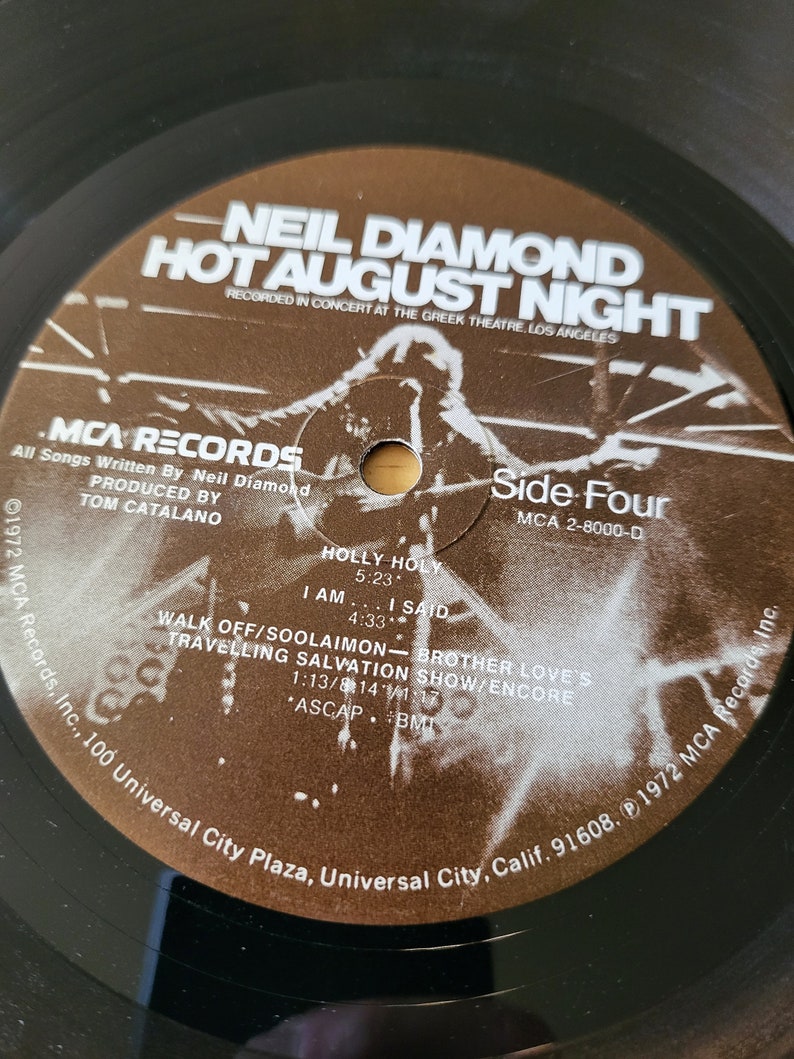 NEIL DIAMOND
HOT AUGUST NIGHT
RECORDED IN CONCERT AT THE GREEK THEATRE, LOS ANGELES
MCA RECORDS
All Songs Written By Neil Diamond
PRODUCED BY
TOM CATALANO
Side Four
MCA 2-8000-D
HOLLY HOLY
5:23*
I AM . . . I SAID
4:33*
WALK OFF/SOOLAIMON— BROTHER LOVE'S
TRAVELLING SALVATION SHOW/ENCORE
1:13/8:14*/1:17
*ASCAP • ‡BMI
©1972 MCA Records, Inc., 100 Universal City Plaza, Universal City, Calif. 91608. ℗1972 MCA Records, Inc.